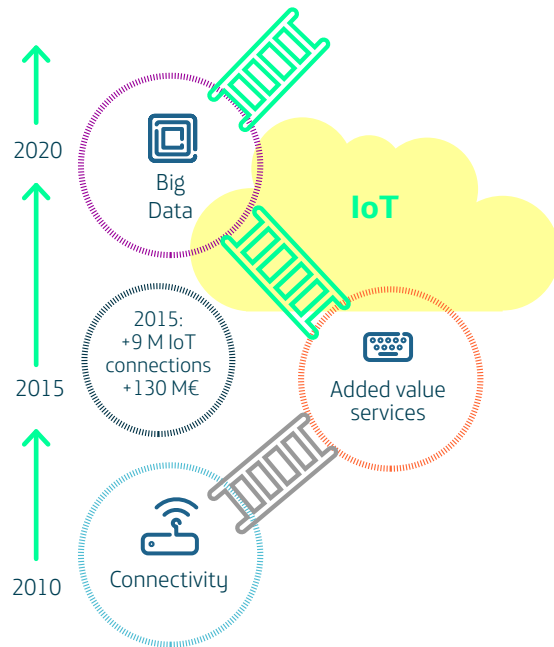 2020
Big
Data
IoT
2015:
+9 M IoT
connections
+130 M€
2015
Added value
services
2010
Connectivity